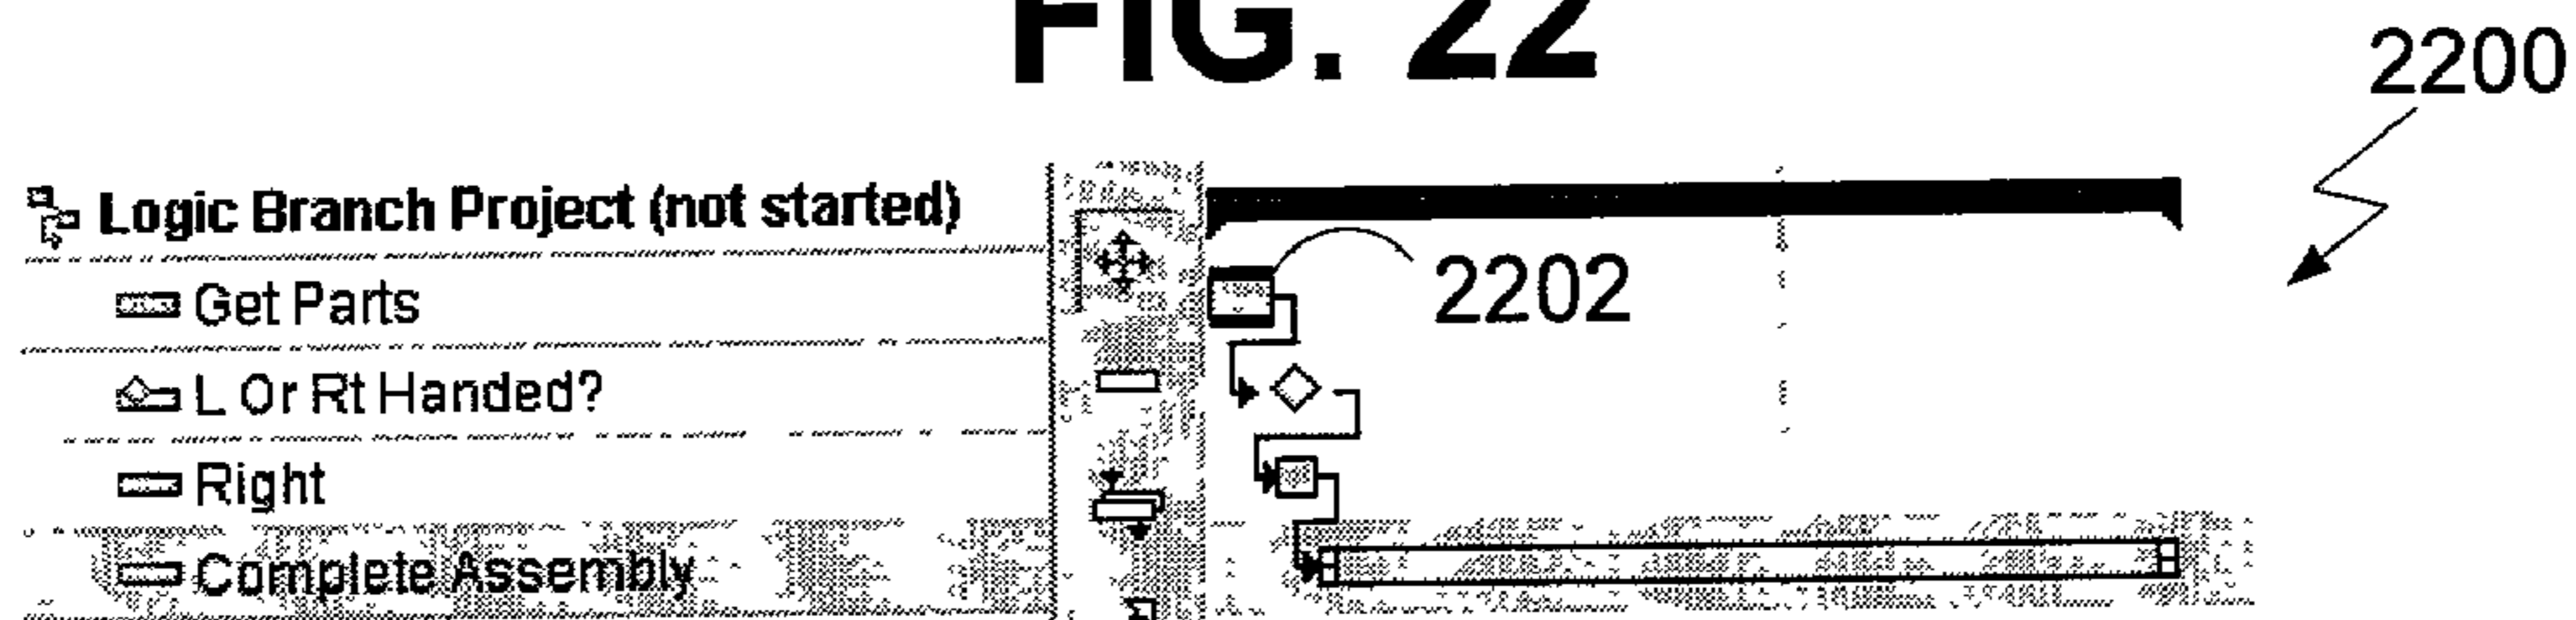 FIG. 22
2200
Logic Branch Project (not started)
Get Parts
2202
L Or Rt Handed?
Right
Complete Assembly